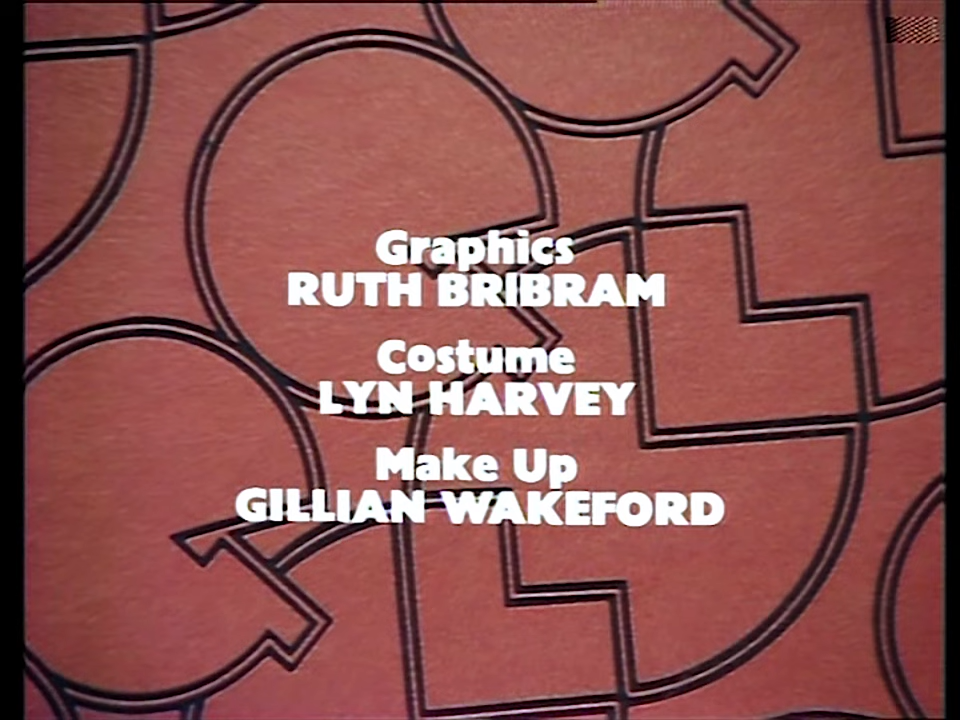 Graphics
RUTH BRIBRAM
Costume
LYN HARVEY
Make Up
GILLIAN WAKEFORD